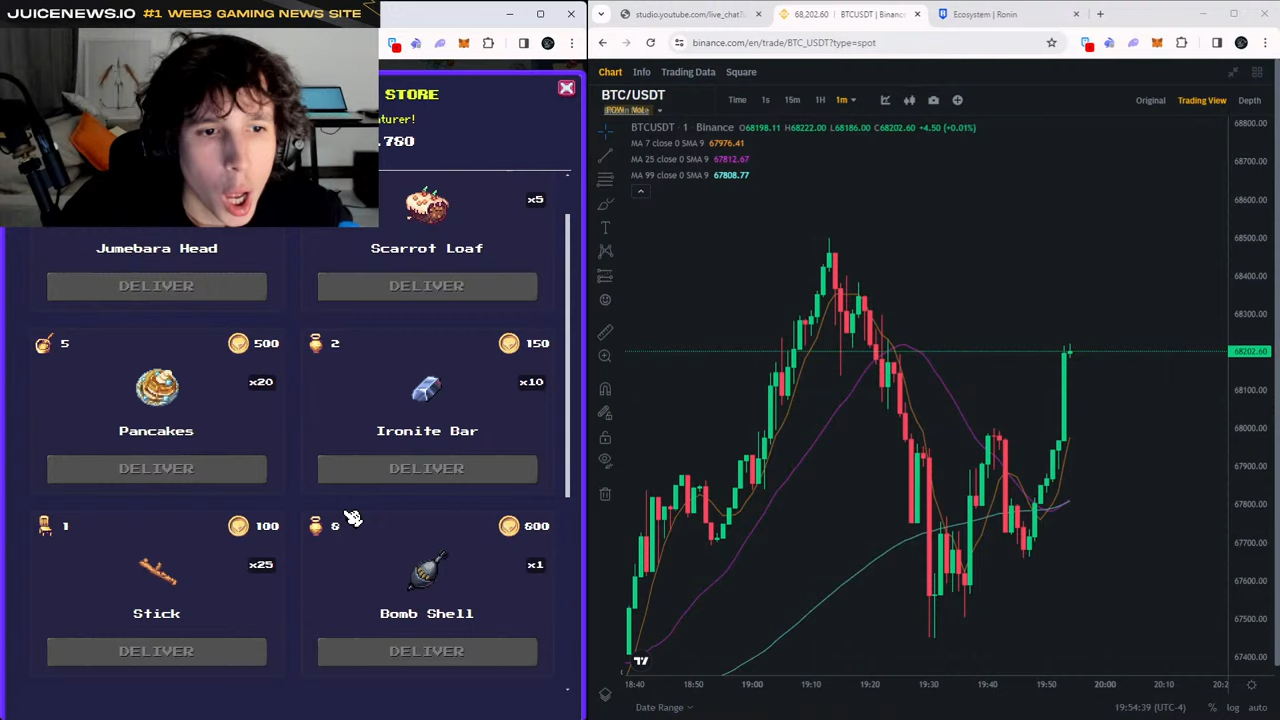 JUICENEWS.IO #1 WEB3 GAMING NEWS SITE
STORE
turer!
.780
x5
Jumebara Head
Scarrot Loaf
DELIVER
DELIVER
5
500
2
150
x20
x10
Pancakes
Ironite Bar
DELIVER
DELIVER
1
100
8
800
x25
x1
Stick
Bomb Shell
DELIVER
DELIVER
studio.youtube.com/live_chat?
68,202.60 | BTCUSDT | Binance
Ecosystem | Ronin
binance.com/en/trade/BTC_USDT?type=spot
Chart Info Trading Data Square
BTC/USDT
Time 1s 15m 1H 1m
Original Trading View Depth
BTCUSDT · 1 · Binance O68198.11 H68222.00 L68186.00 C68202.60 +4.50 (+0.01%)
MA 7 close 0 SMA 9 67976.41
MA 25 close 0 SMA 9 67812.67
MA 99 close 0 SMA 9 67808.77
68800.00
68700.00
68600.00
68500.00
68400.00
68300.00
68202.60
68100.00
68000.00
67900.00
67800.00
67700.00
67600.00
67500.00
67400.00
18:40 18:50 19:00 19:10 19:20 19:30 19:40 19:50 20:00 20:10 20:2
Date Range
19:54:39 (UTC-4) % log auto